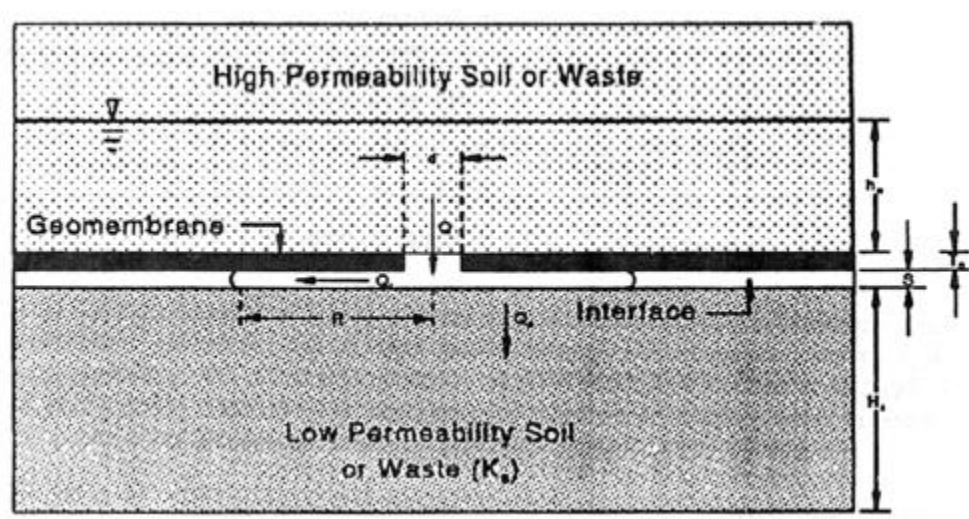 High Permeability Soil or Waste
d
Q
Geomembrane
S
R
Interface
Low Permeability Soil
or Waste (Kₛ)